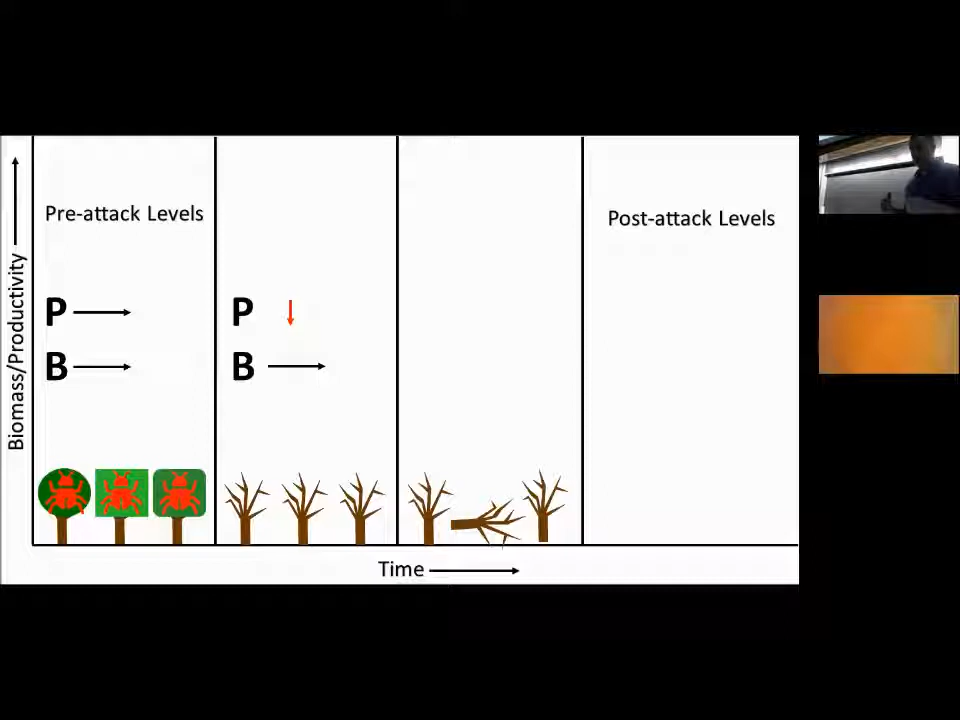 Pre-attack Levels
Post-attack Levels
P
P
B
B
Biomass/Productivity
Time